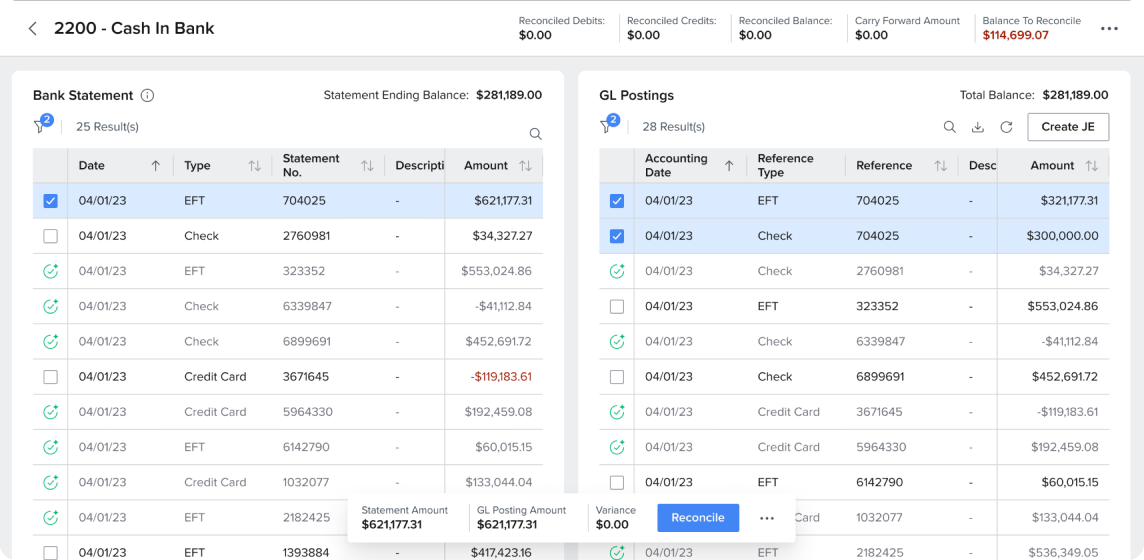 2200 - Cash In Bank
Reconciled Debits: Reconciled Credits: Reconciled Balance: Carry Forward Amount Balance To Reconcile
$0.00 $0.00 $0.00 $0.00 $114,699.07
Bank Statement Statement Ending Balance: $281,189.00
2 25 Result(s)
Date Type Statement No. Descripti Amount
04/01/23 EFT 704025 - $621,177.31
04/01/23 Check 2760981 - $34,327.27
04/01/23 EFT 323352 - $553,024.86
04/01/23 Check 6339847 - -$41,112.84
04/01/23 Check 6899691 - $452,691.72
04/01/23 Credit Card 3671645 - -$119,183.61
04/01/23 Credit Card 5964330 - $192,459.08
04/01/23 EFT 6142790 - $60,015.15
04/01/23 Credit Card 1032077 - $133,044.04
04/01/23 EFT 2182425
04/01/23 EFT 1393884 - $417,423.16
GL Postings Total Balance: $281,189.00
2 28 Result(s) Create JE
Accounting Date Reference Type Reference Desc Amount
04/01/23 EFT 704025 - $321,177.31
04/01/23 Check 704025 - $300,000.00
04/01/23 Check 2760981 - $34,327.27
04/01/23 EFT 323352 - $553,024.86
04/01/23 Check 6339847 - -$41,112.84
04/01/23 Check 6899691 - $452,691.72
04/01/23 Credit Card 3671645 - -$119,183.61
04/01/23 Credit Card 5964330 - $192,459.08
04/01/23 EFT 6142790 - $60,015.15
Card 1032077 - $133,044.04
04/01/23 EFT 2182425 - $536,349.05
Statement Amount GL Posting Amount Variance
$621,177.31 $621,177.31 $0.00 Reconcile